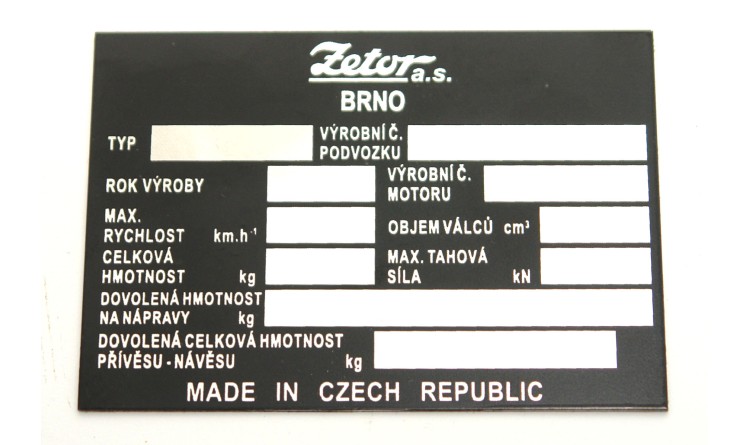 Zetor a.s.
BRNO
TYP
VÝROBNÍ Č.
PODVOZKU
ROK VÝROBY
VÝROBNÍ Č.
MOTORU
MAX.
RYCHLOST km.h⁻¹
OBJEM VÁLCŮ cm³
CELKOVÁ
HMOTNOST kg
MAX. TAHOVÁ
SÍLA kN
DOVOLENÁ HMOTNOST
NA NÁPRAVY kg
DOVOLENÁ CELKOVÁ HMOTNOST
PŘÍVĚSU - NÁVĚSU kg
MADE IN CZECH REPUBLIC